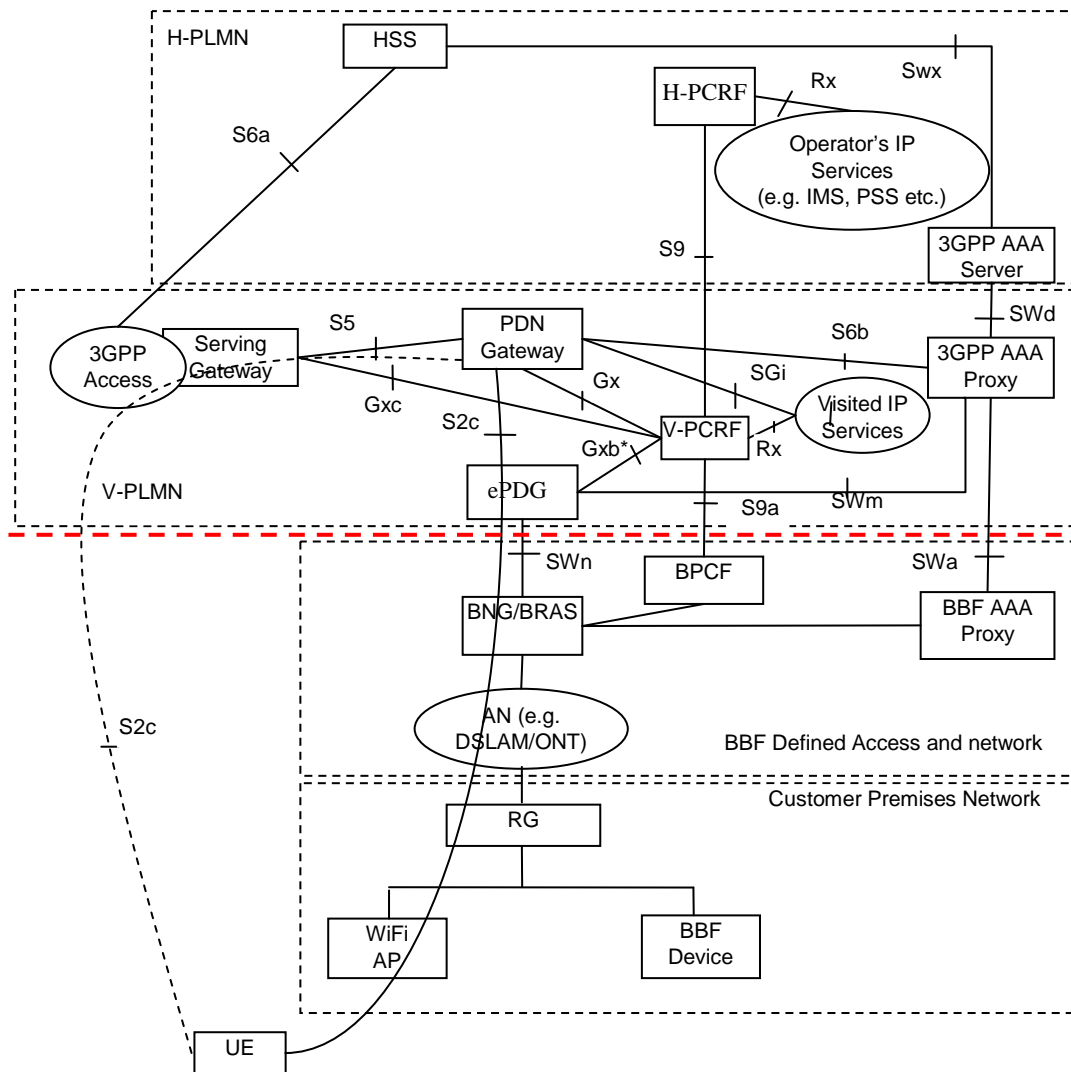 H-PLMN
HSS
Swx
H-PCRF
Rx
S6a
Operator's IP
Services
(e.g. IMS, PSS etc.)
S9
3GPP AAA
Server
S5
PDN
Gateway
S6b
SWd
3GPP
Access
Serving
Gateway
3GPP AAA
Proxy
Gxc
S2c
Gx
SGi
V-PCRF
Visited IP
Services
Gxb*
Rx
V-PLMN
ePDG
S9a
SWm
SWn
BPCF
SWa
BNG/BRAS
BBF AAA
Proxy
S2c
AN (e.g.
DSLAM/ONT)
BBF Defined Access and network
Customer Premises Network
RG
WiFi
AP
BBF
Device
UE